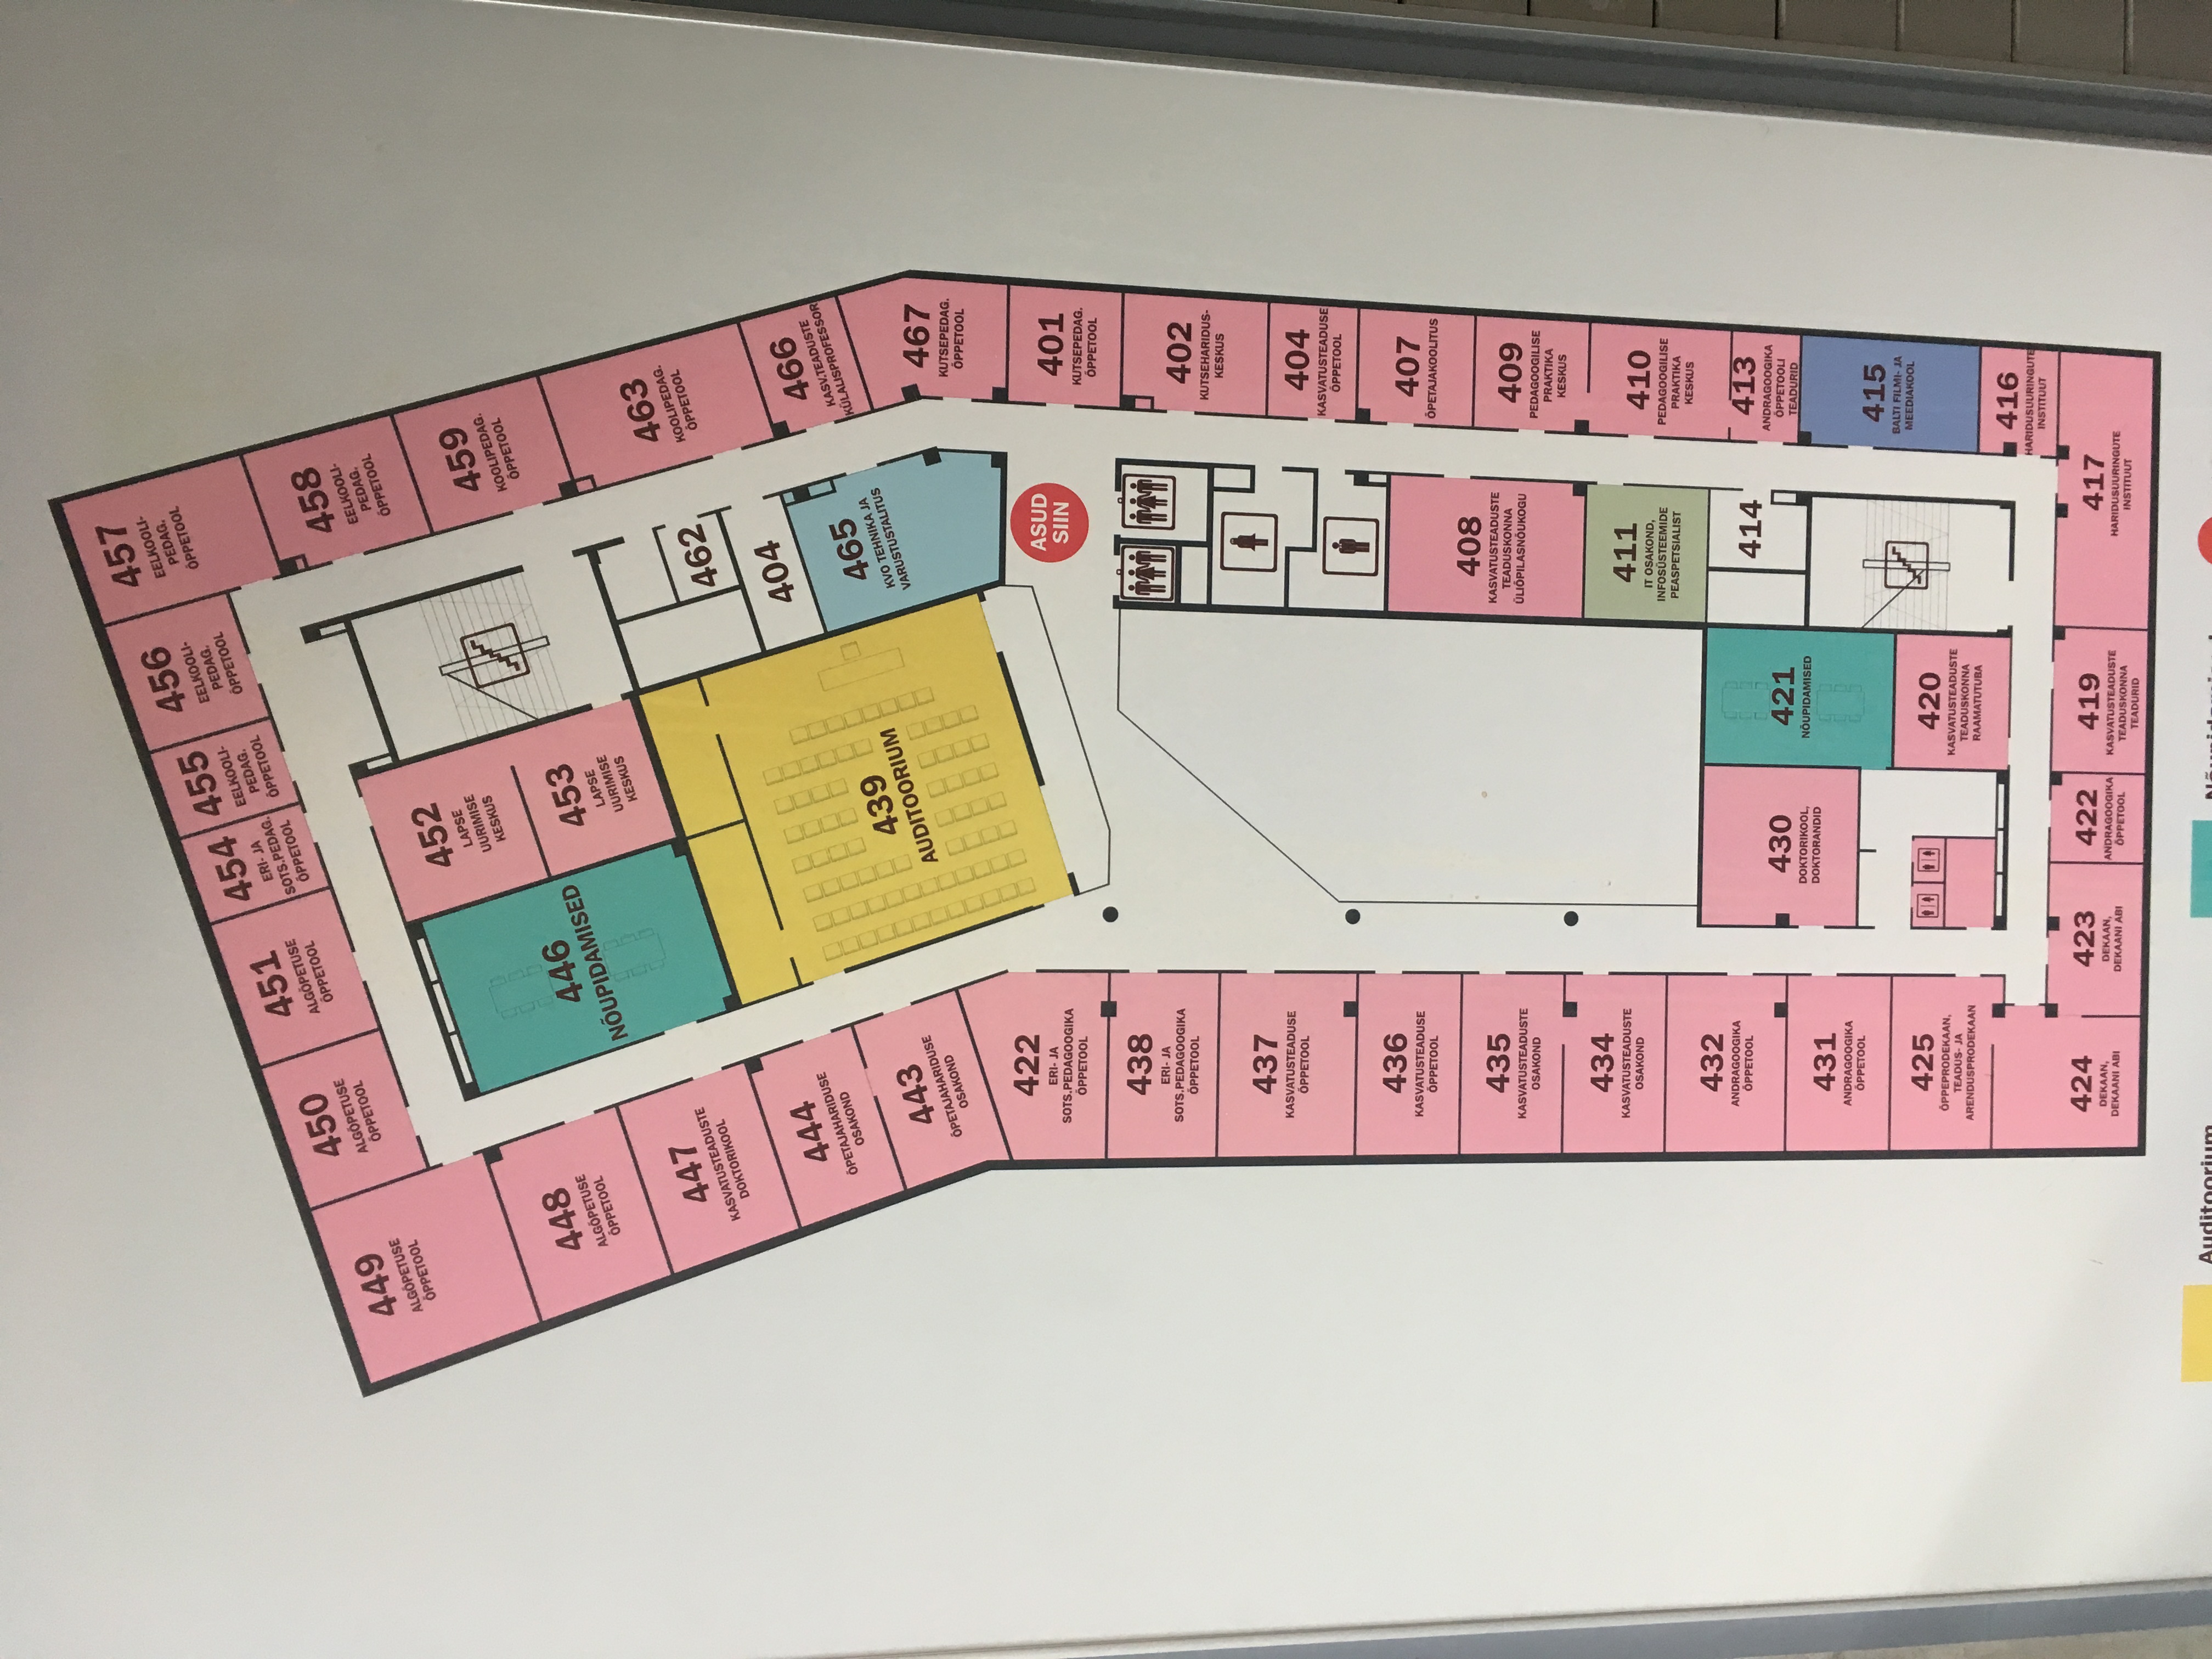 457
EELKOOLI-
PEDAG.
ÕPPETOOL
456
EELKOOLI-
PEDAG.
ÕPPETOOL
455
EELKOOLI-
PEDAG.
ÕPPETOOL
454
ERI- JA
SOTS.PEDAG.
ÕPPETOOL
451
ALGÕPETUSE
ÕPPETOOL
450
ALGÕPETUSE
ÕPPETOOL
449
ALGÕPETUSE
ÕPPETOOL
458
EELKOOLI-
PEDAG.
ÕPPETOOL
452
LAPSE
UURIMISE
KESKUS
459
KOOLIPEDAG.
ÕPPETOOL
448
ALGÕPETUSE
ÕPPETOOL
446
NÕUPIDAMISED
453
LAPSE
UURIMISE
KESKUS
463
KOOLIPEDAG.
ÕPPETOOL
447
KASVATUSTEADUSTE
DOKTORIKOOL
462
404
466
KASV.TEADUSTE
KÜLALISPROFESSOR
444
ÕPETAJAHARIDUSE
OSAKOND
439
AUDITOORIUM
465
KVO TEHNIKA JA
VARUSTUSTALITUS
443
ÕPETAJAHARIDUSE
OSAKOND
467
KUTSEPEDAG.
ÕPPETOOL
422
ERI- JA
SOTS.PEDAGOOGIKA
ÕPPETOOL
ASUD
SIIN
401
KUTSEPEDAG.
ÕPPETOOL
438
ERI- JA
SOTS.PEDAGOOGIKA
ÕPPETOOL
402
KUTSEHARIDUS-
KESKUS
437
KASVATUSTEADUSE
ÕPPETOOL
404
KASVATUSTEADUSE
ÕPPETOOL
436
KASVATUSTEADUSE
ÕPPETOOL
407
ÕPETAJAKOOLITUS
435
KASVATUSTEADUSTE
OSAKOND
408
KASVATUSTEADUSTE
TEADUSKONNA
ÜLIÕPILASNÕUKOGU
409
PEDAGOOGILISE
PRAKTIKA
KESKUS
434
KASVATUSTEADUSTE
OSAKOND
411
IT OSAKOND,
INFOSÜSTEEMIDE
PEASPETSIALIST
410
PEDAGOOGILISE
PRAKTIKA
KESKUS
432
ANDRAGOOGIKA
ÕPPETOOL
430
DOKTORIKOOL,
DOKTORANDID
421
NÕUPIDAMISED
414
413
ANDRAGOOGIKA
ÕPPETOOLI
TEADURID
431
ANDRAGOOGIKA
ÕPPETOOL
415
BALTI FILMI- JA
MEEDIAKOOL
425
ÕPPEPRODEKAAN,
TEADUS- JA
ARENDUSPRODEKAAN
420
KASVATUSTEADUSTE
TEADUSKONNA
RAAMATUTUBA
416
HARIDUSUURINGUTE
INSTITUUT
424
DEKAAN,
DEKAANI ABI
423
DEKAAN,
DEKAANI ABI
422
ANDRAGOOGIKA
ÕPPETOOL
419
KASVATUSTEADUSTE
TEADUSKONNA
TEADURID
417
HARIDUSUURINGUTE
INSTITUUT
Auditoorium
Nõupidamised